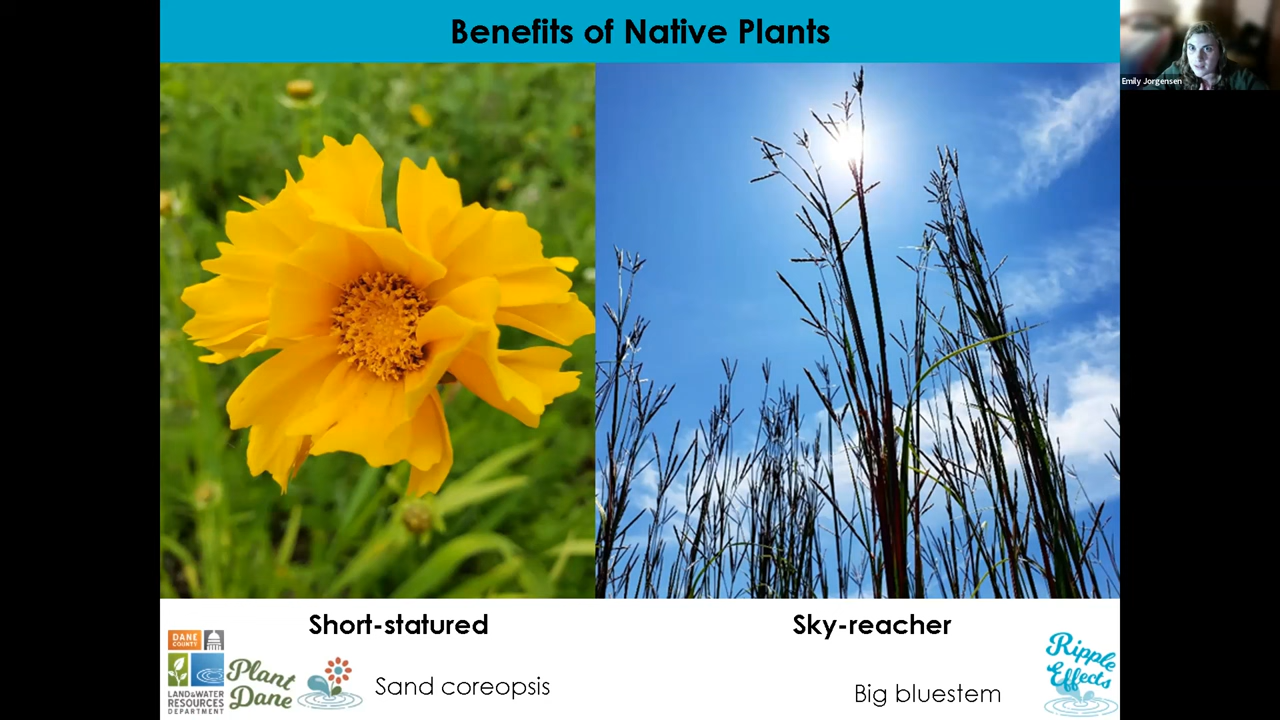 Benefits of Native Plants
Emily Jorgensen
Short-statured
Sky-reacher
Sand coreopsis
Big bluestem
DANE
COUNTY
LAND & WATER
RESOURCES
DEPARTMENT
Plant
Dane
Ripple
Effects